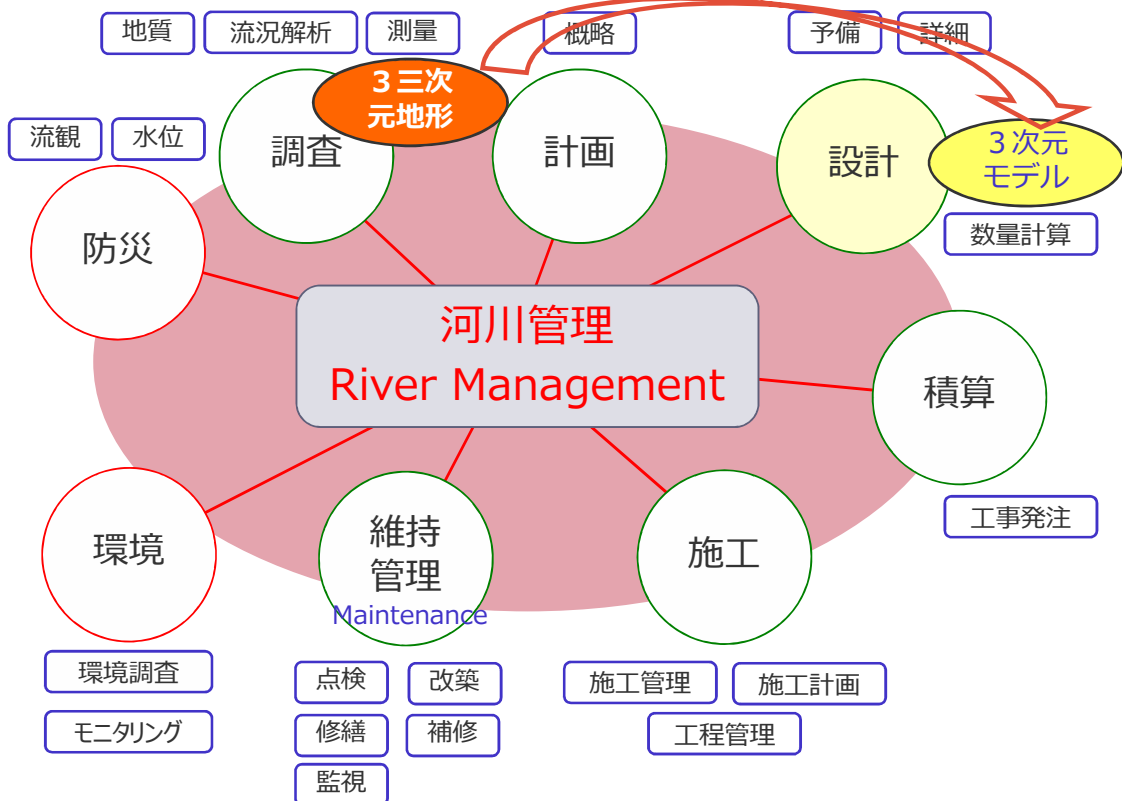 地質
流況解析
測量
概略
予備
詳細
3三次
元地形
流観
水位
調査
計画
設計
3次元
モデル
数量計算
防災
河川管理
River Management
積算
工事発注
環境
維持
管理
Maintenance
施工
環境調査
モニタリング
点検
改築
修繕
補修
監視
施工管理
施工計画
工程管理